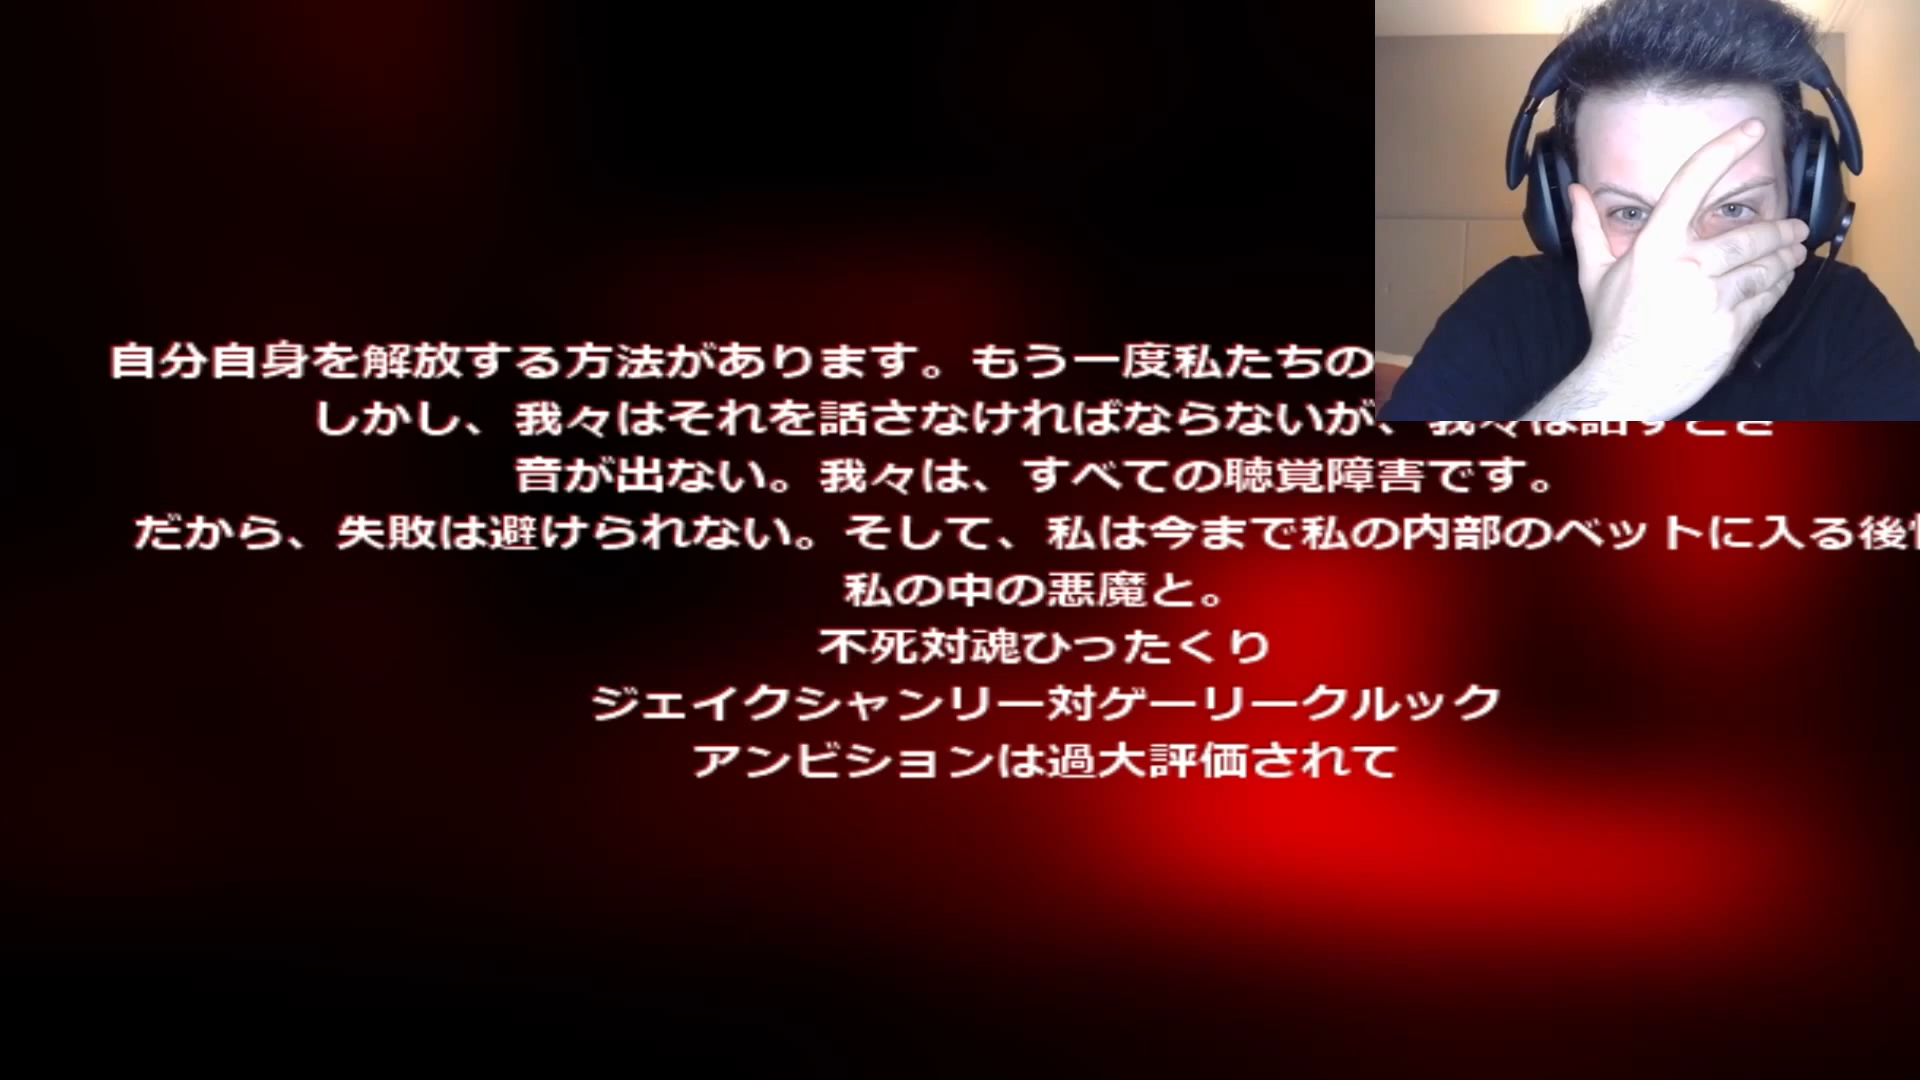 自分自身を解放する方法があります。もう一度私たちの
しかし、我々はそれを話さなければならないが、我々は話すとき
音が出ない。我々は、すべての聴覚障害です。
だから、失敗は避けられない。そして、私は今まで私の内部のベットに入る後
私の中の悪魔と。
不死対魂ひったくり
ジェイクシャンリー対ゲーリークルック
アンビションは過大評価されて